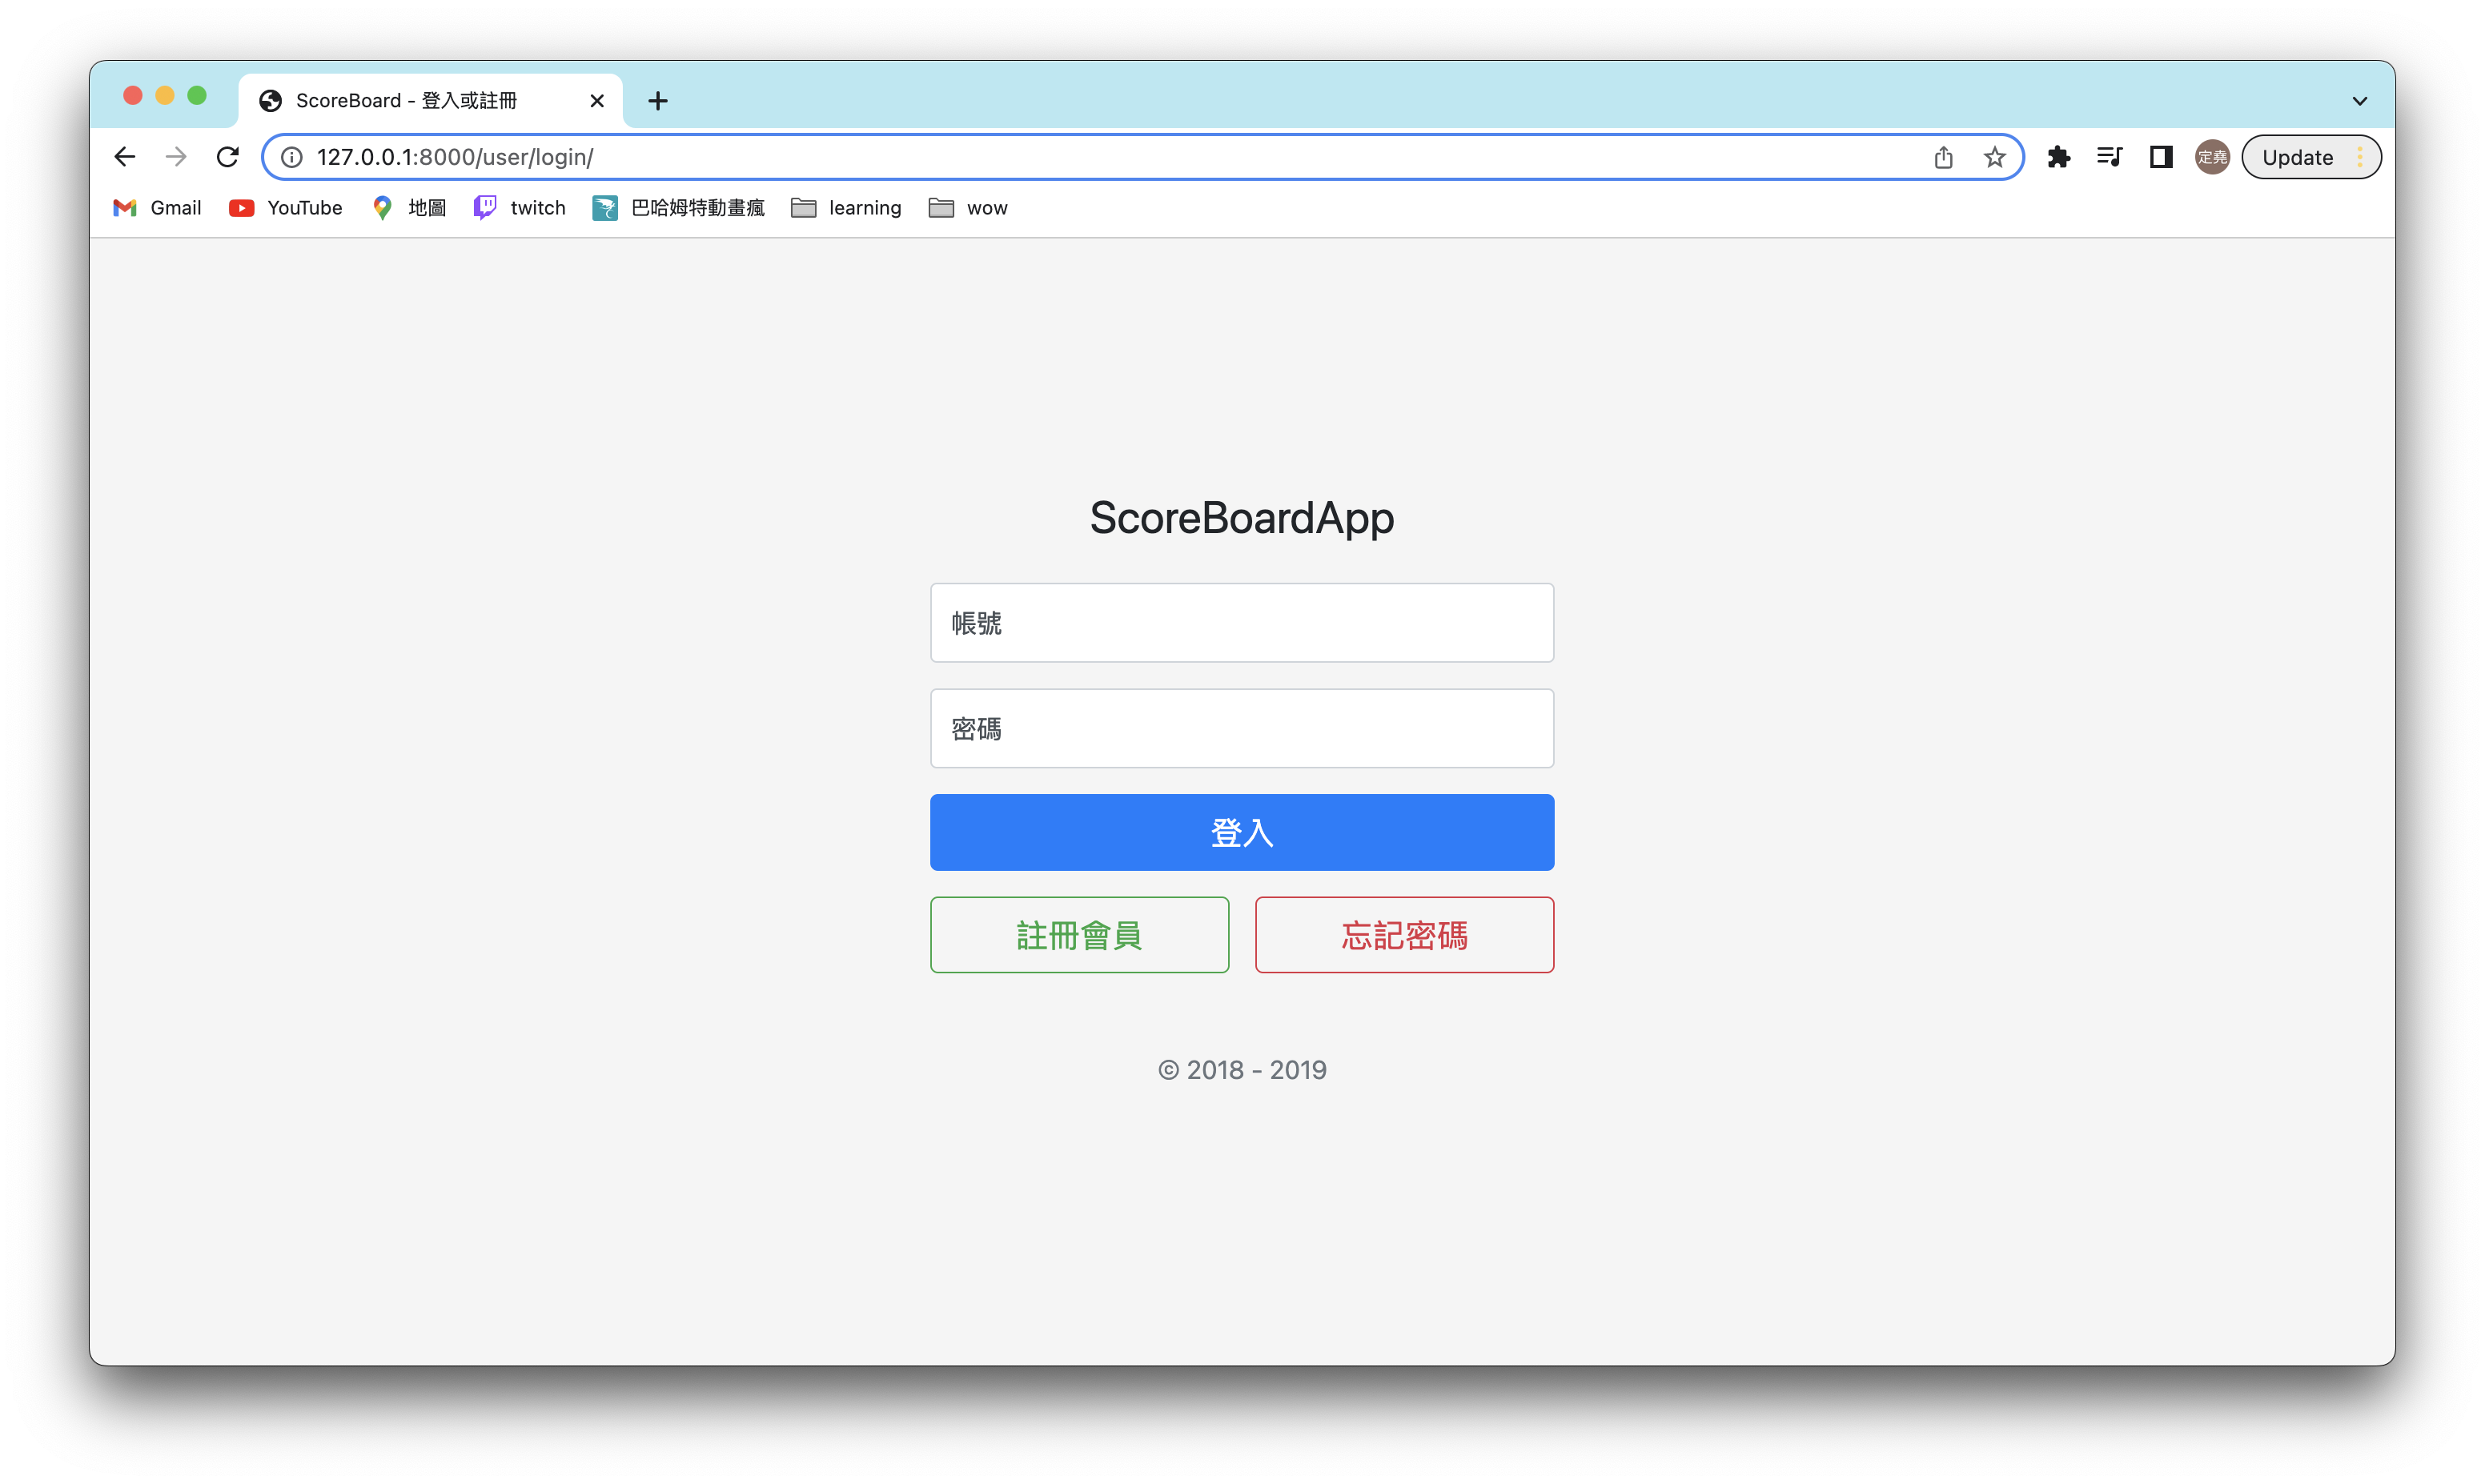 ScoreBoard - 登入或註冊
127.0.0.1:8000/user/login/
定堯
Update
Gmail YouTube 地圖 twitch 巴哈姆特動畫瘋 learning wow
ScoreBoardApp
帳號
密碼
登入
註冊會員 忘記密碼
© 2018 - 2019